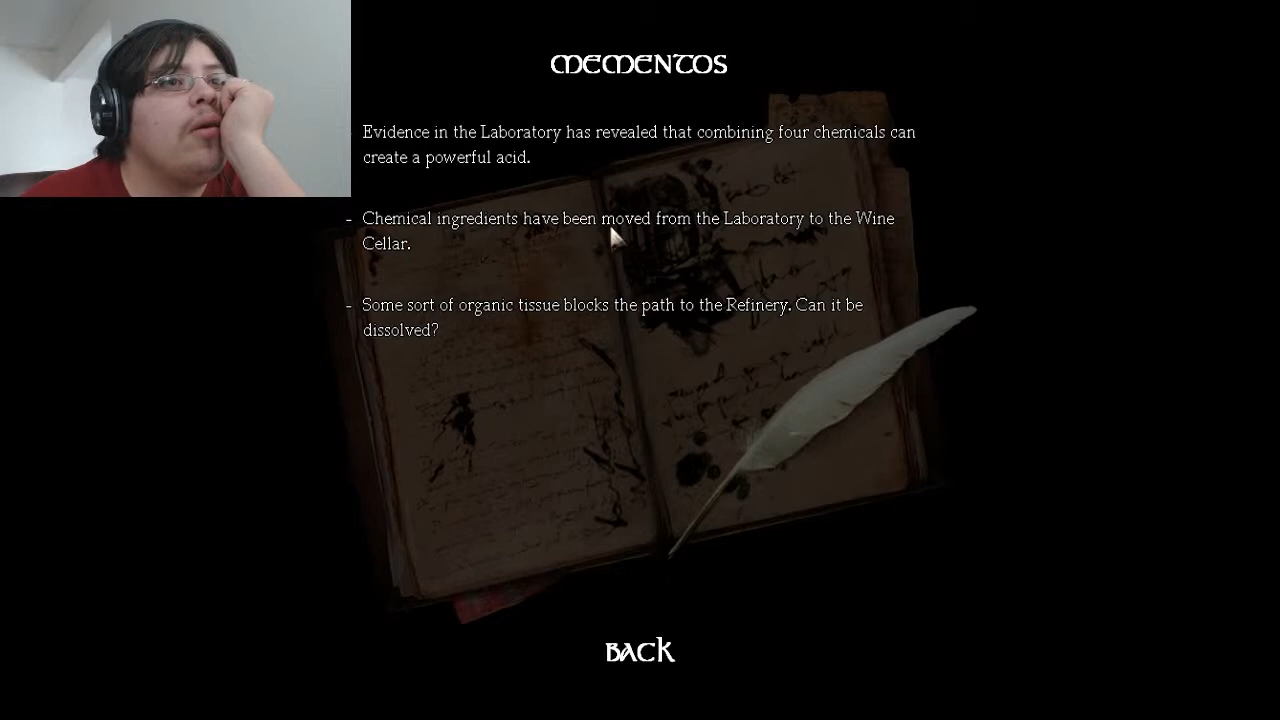 MEMENTOS
Evidence in the Laboratory has revealed that combining four chemicals can
create a powerful acid.
- Chemical ingredients have been moved from the Laboratory to the Wine
Cellar.
- Some sort of organic tissue blocks the path to the Refinery. Can it be
dissolved?
BACK